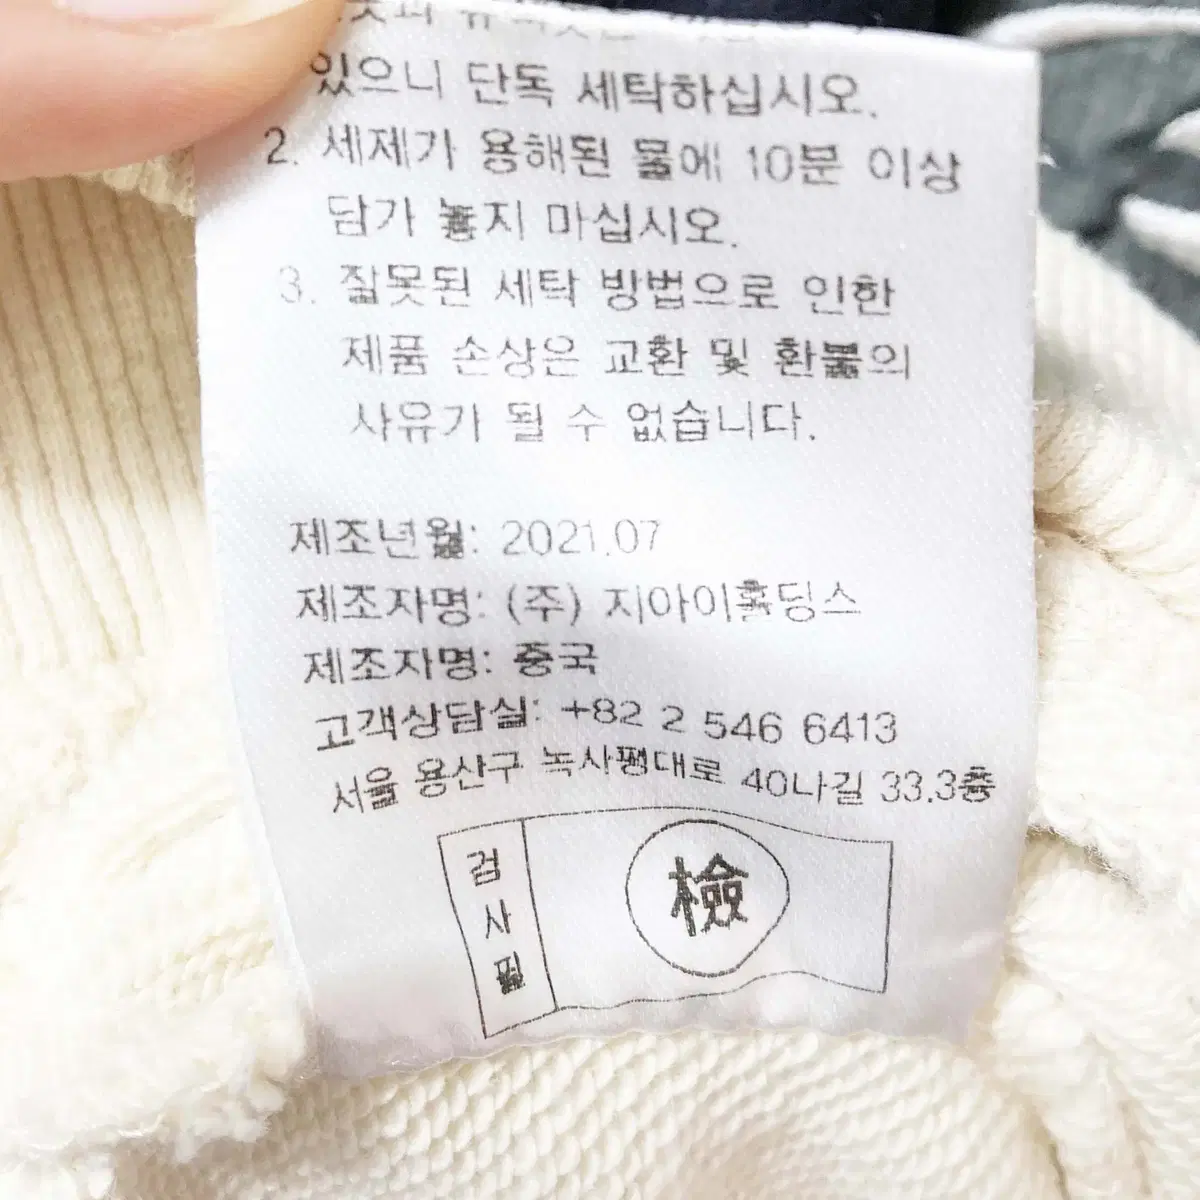 있으니 단독 세탁하십시오.
2. 세제가 용해된 물에 10분 이상
담가 놓지 마십시오.
3. 잘못된 세탁 방법으로 인한
제품 손상은 교환 및 환불의
사유가 될 수 없습니다.
제조년월: 2021.07
제조자명: (주) 지아이홀딩스
제조자명: 중국
고객상담실: +82 2 546 6413
서울 용산구 녹사평대로 40나길 33.3층
검사필
檢